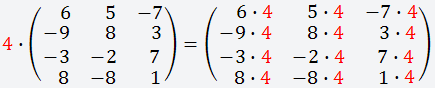 4 · ( 6 5 −7 ) = ( 6 · 4 5 · 4 −7 · 4 )
( −9 8 3 ) ( −9 · 4 8 · 4 3 · 4 )
( −3 −2 7 ) ( −3 · 4 −2 · 4 7 · 4 )
( 8 −8 1 ) ( 8 · 4 −8 · 4 1 · 4 )